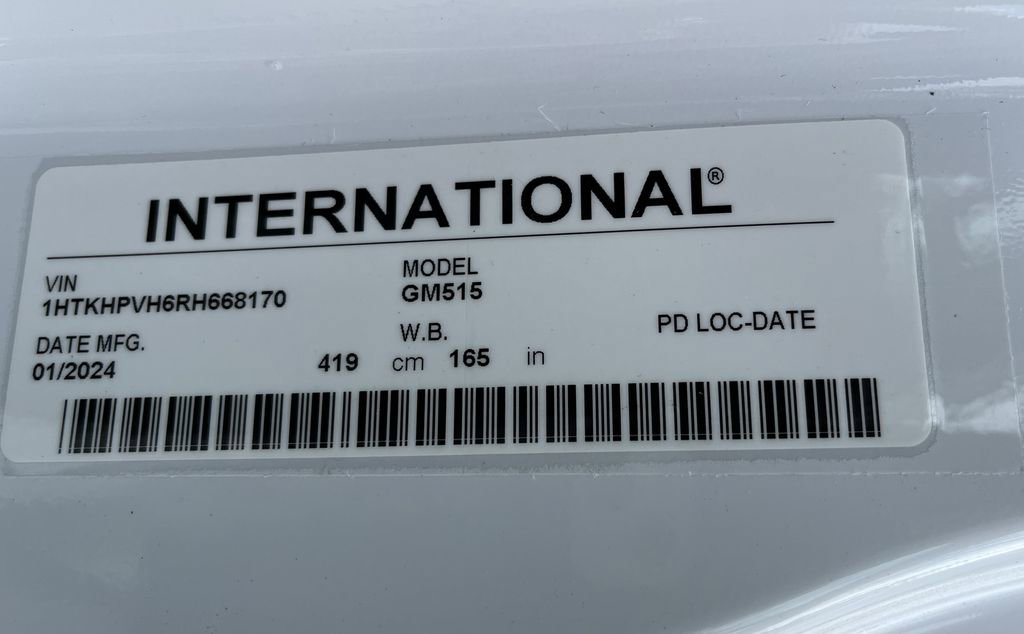 INTERNATIONAL®
VIN
1HTKHPVH6RH668170
MODEL
GM515
DATE MFG.
01/2024
W.B.
419 cm 165 in
PD LOC-DATE